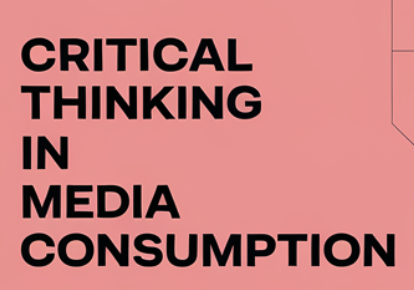 CRITICAL
THINKING
IN
MEDIA
CONSUMPTION